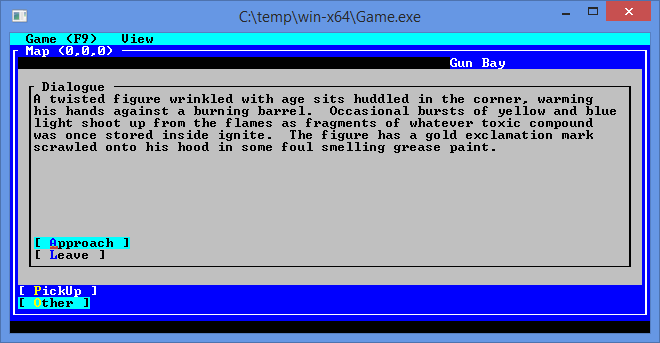 C:\temp\win-x64\Game.exe
Game (F9) View
Map (0,0,0)
Gun Bay
Dialogue
A twisted figure wrinkled with age sits huddled in the corner, warming
his hands against a burning barrel. Occasional bursts of yellow and blue
light shoot up from the flames as fragments of whatever toxic compound
was once stored inside ignite. The figure has a gold exclamation mark
scrawled onto his hood in some foul smelling grease paint.
[ Approach ]
[ Leave ]
[ PickUp ]
[ Other ]